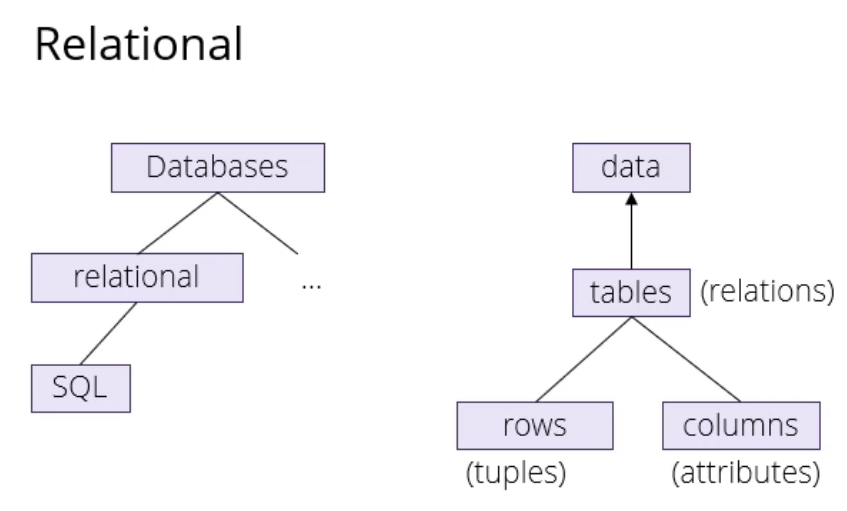 Relational
Databases
relational
...
SQL
data
tables (relations)
rows
(tuples)
columns
(attributes)